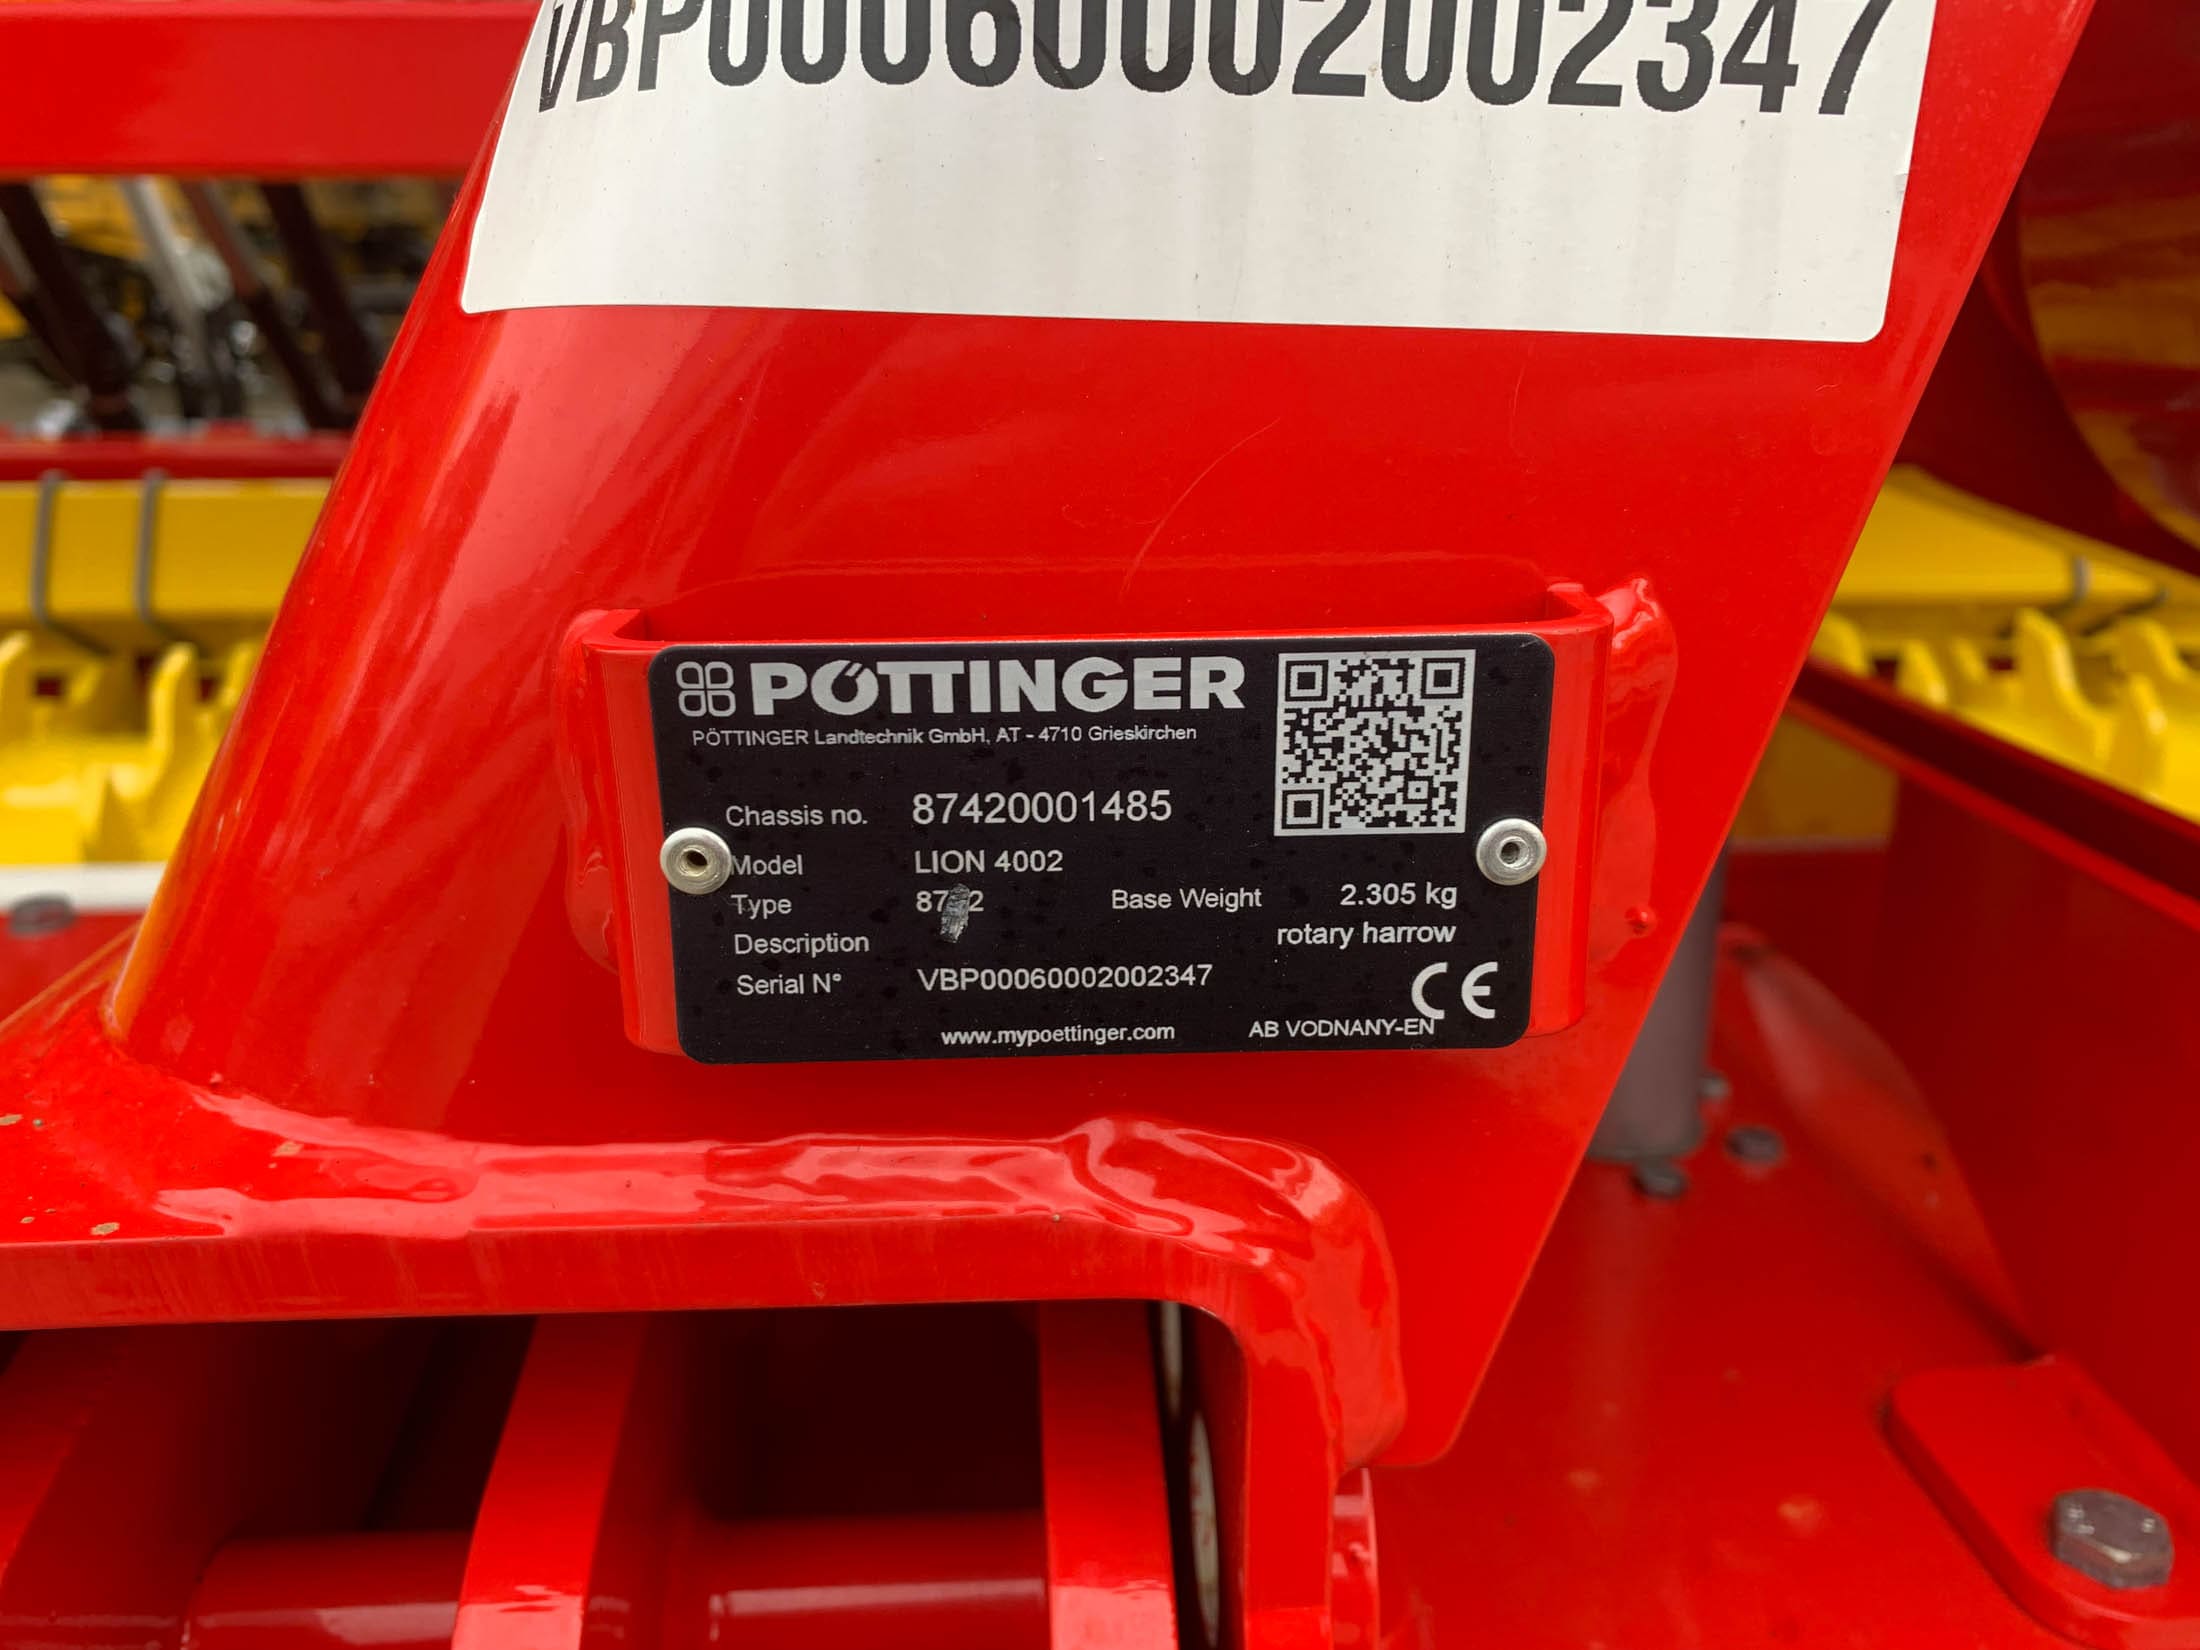 VBP00060002002347
PÖTTINGER
PÖTTINGER Landtechnik GmbH, AT - 4710 Grieskirchen
Chassis no. 87420001485
Model LION 4002
Type Base Weight 2.305 kg
Description rotary harrow
Serial N° VBP00060002002347
CE
www.mypoettinger.com AB VODNANY-EN